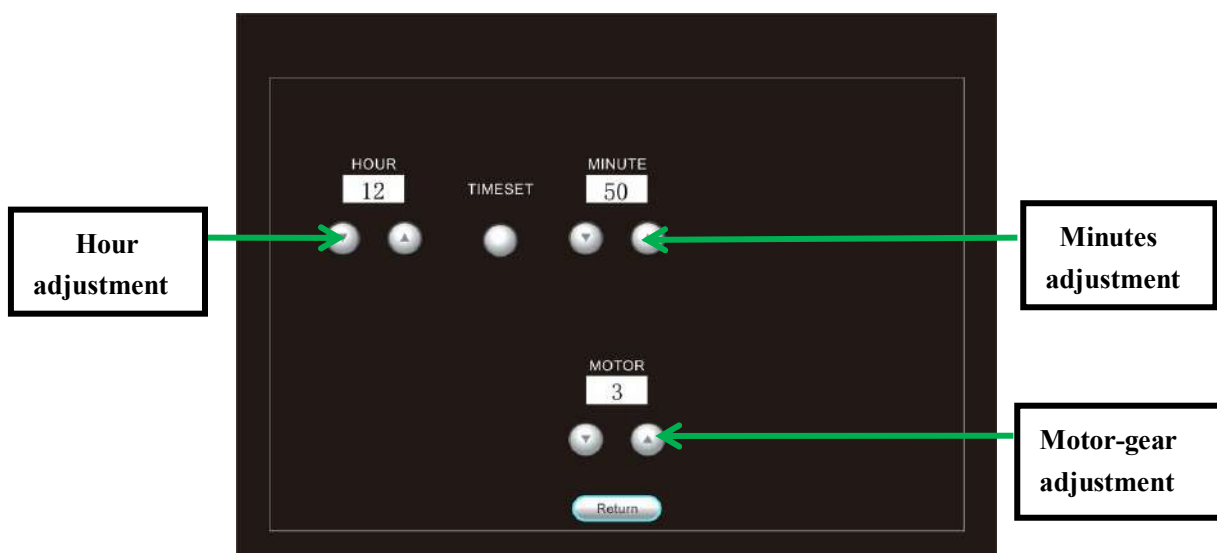 HOUR
12
TIMESET
MINUTE
50
Hour
adjustment
Minutes
adjustment
MOTOR
3
Motor-gear
adjustment
Return